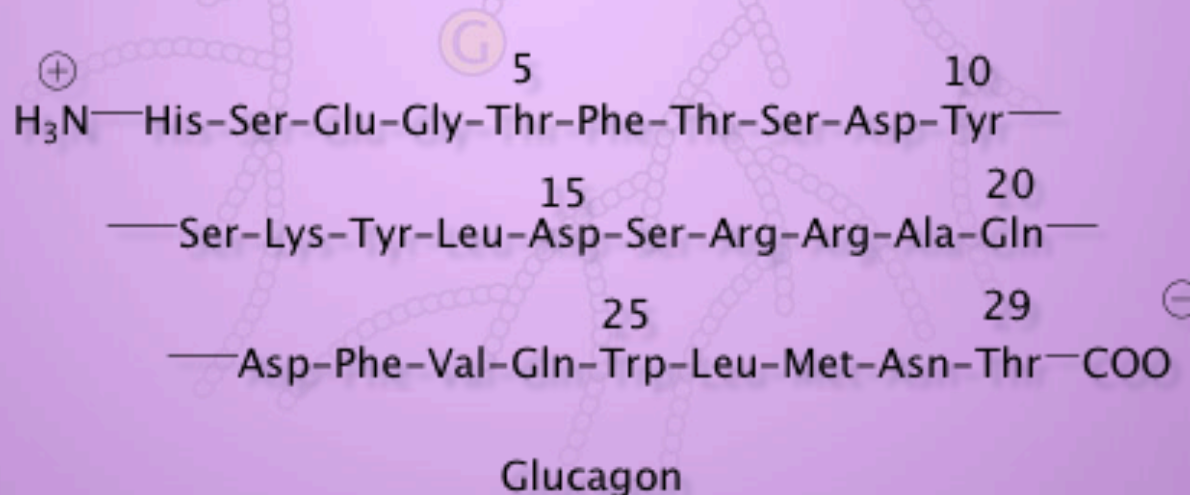 G
5 10
⊕
H₃N—His–Ser–Glu–Gly–Thr–Phe–Thr–Ser–Asp–Tyr—
15 20
—Ser–Lys–Tyr–Leu–Asp–Ser–Arg–Arg–Ala–Gln—
25 29 ⊖
—Asp–Phe–Val–Gln–Trp–Leu–Met–Asn–Thr—COO
Glucagon